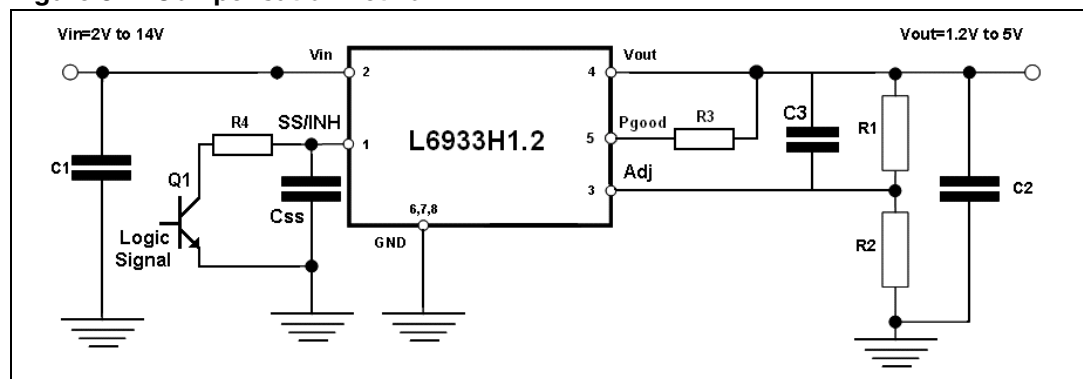 Vin=2V to 14V
Vout=1.2V to 5V
Vin
2
4
Vout
R4
SS/INH
1
L6933H1.2
5
Pgood
R3
C3
R1
C1
Q1
Css
3
Adj
C2
Logic
Signal
6,7,8
GND
R2